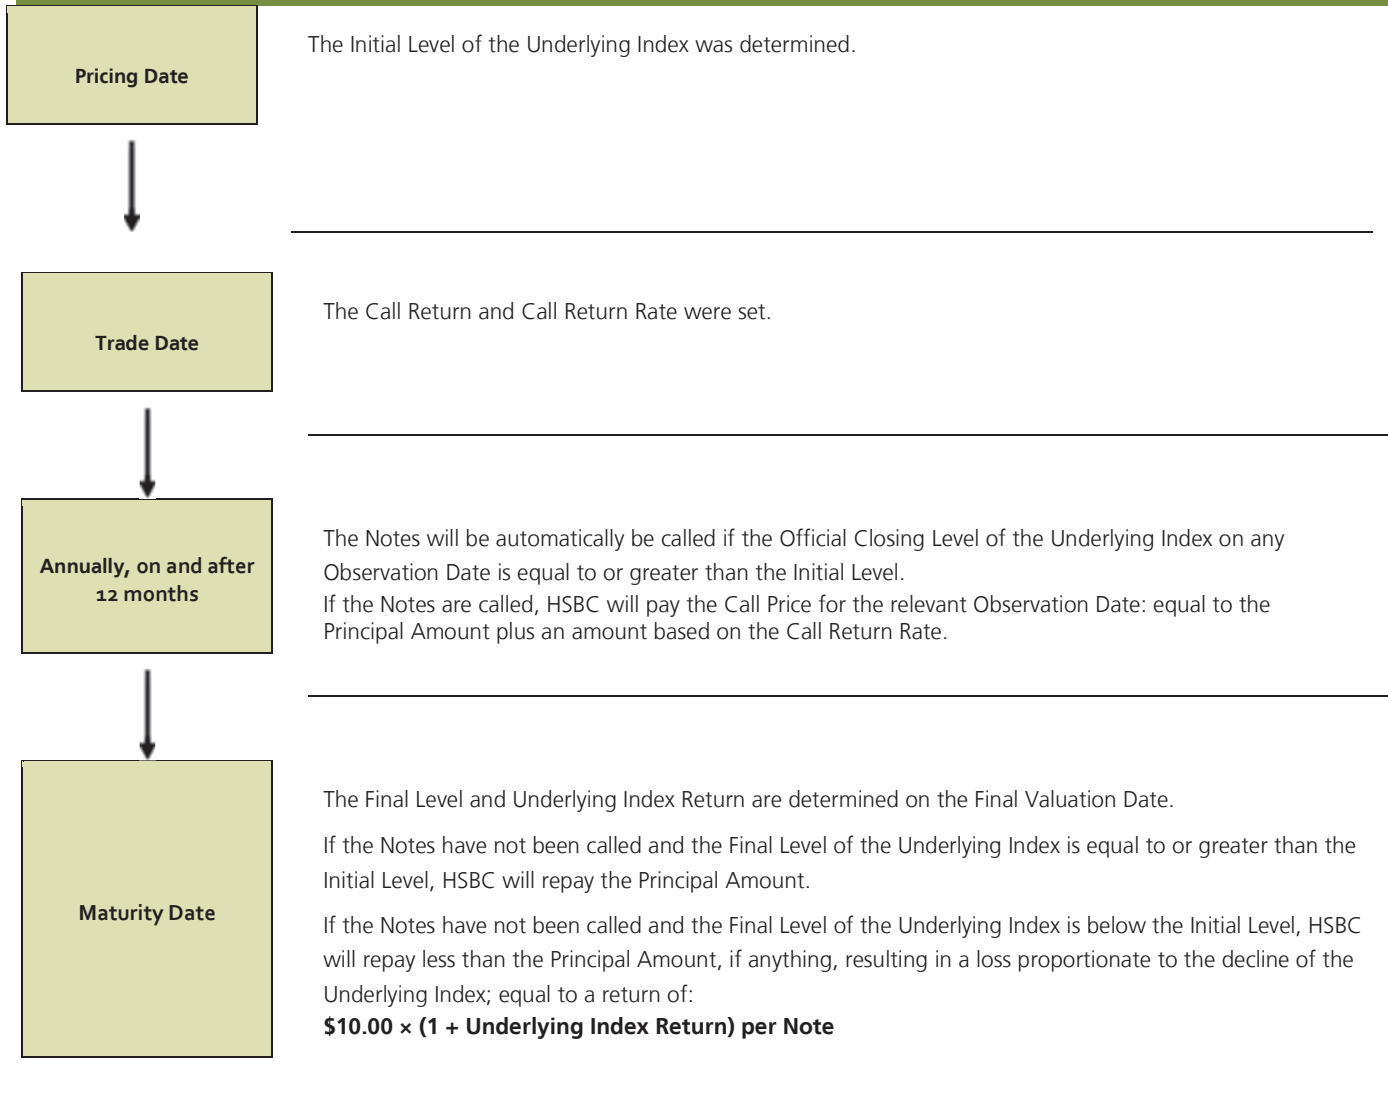 Pricing Date
The Initial Level of the Underlying Index was determined.
Trade Date
The Call Return and Call Return Rate were set.
Annually, on and after
12 months
The Notes will be automatically be called if the Official Closing Level of the Underlying Index on any
Observation Date is equal to or greater than the Initial Level.
If the Notes are called, HSBC will pay the Call Price for the relevant Observation Date: equal to the
Principal Amount plus an amount based on the Call Return Rate.
Maturity Date
The Final Level and Underlying Index Return are determined on the Final Valuation Date.
If the Notes have not been called and the Final Level of the Underlying Index is equal to or greater than the
Initial Level, HSBC will repay the Principal Amount.
If the Notes have not been called and the Final Level of the Underlying Index is below the Initial Level, HSBC
will repay less than the Principal Amount, if anything, resulting in a loss proportionate to the decline of the
Underlying Index; equal to a return of:
$10.00 × (1 + Underlying Index Return) per Note